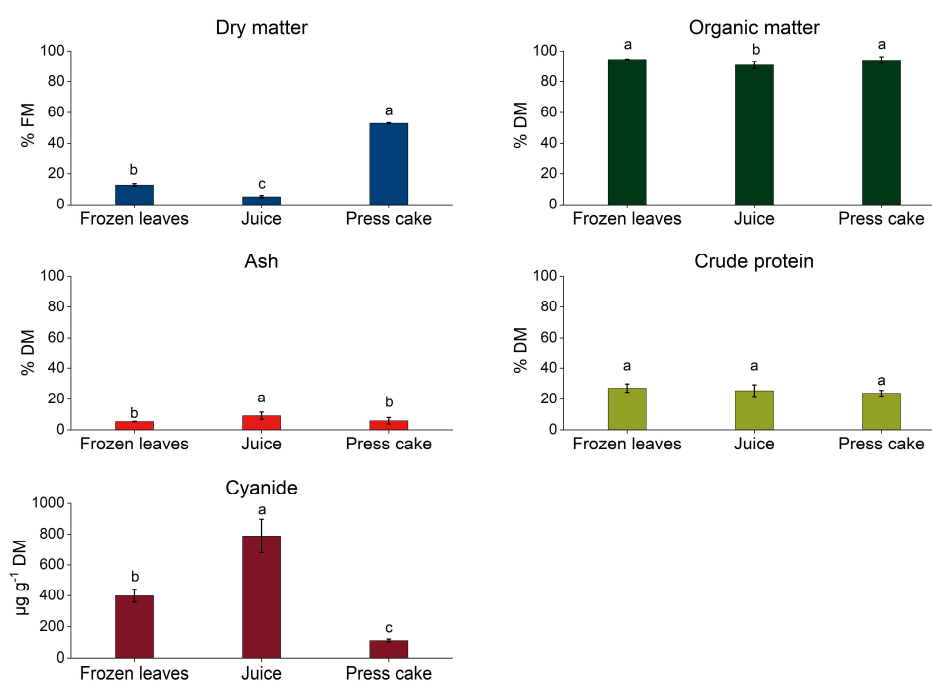 Dry matter
100
80
60
40
20
0
% FM
b
c
a
Frozen leaves
Juice
Press cake
Organic matter
100
80
60
40
20
0
% DM
a
b
a
Frozen leaves
Juice
Press cake
Ash
100
80
60
40
20
0
% DM
b
a
b
Frozen leaves
Juice
Press cake
Crude protein
100
80
60
40
20
0
% DM
a
a
a
Frozen leaves
Juice
Press cake
Cyanide
1000
800
600
400
200
0
µg g⁻¹ DM
b
a
c
Frozen leaves
Juice
Press cake